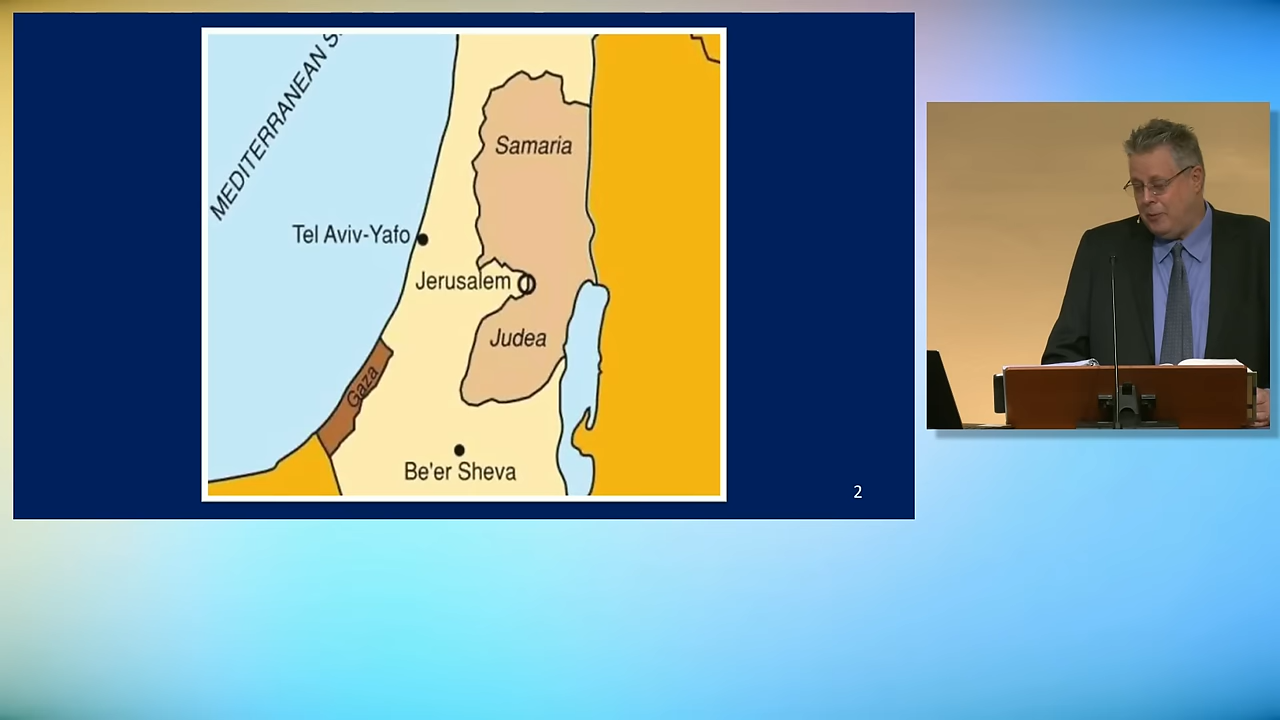 MEDITERRANEAN S
Samaria
Tel Aviv-Yafo
Jerusalem
Judea
Gaza
Be'er Sheva
2